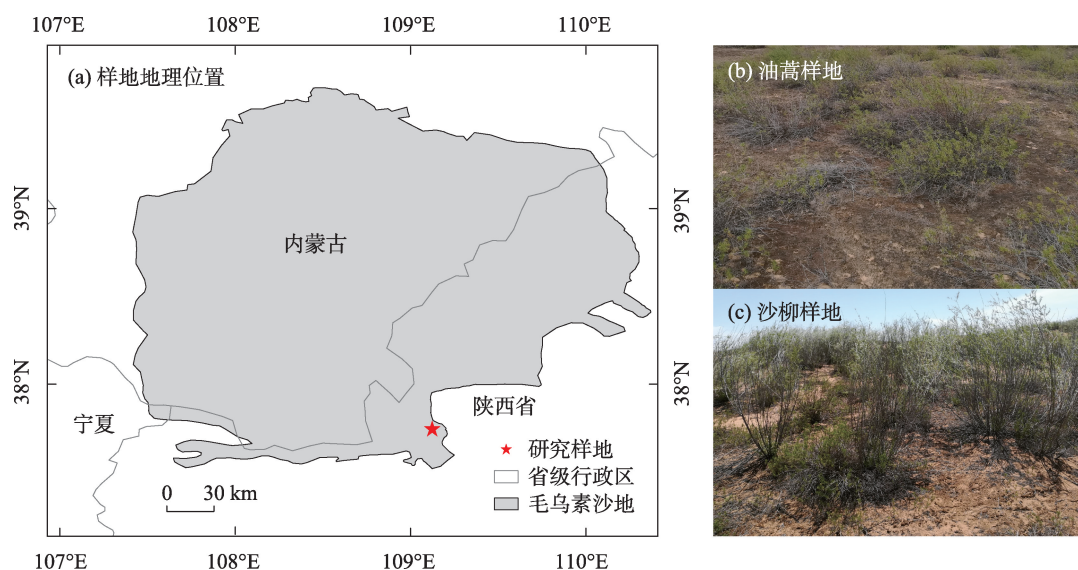 107°E 108°E 109°E 110°E
(a) 样地地理位置
39°N
38°N
内蒙古
宁夏
陕西省
研究样地
省级行政区
毛乌素沙地
0 30 km
39°N
38°N
107°E 108°E 109°E 110°E
(b) 油蒿样地
(c) 沙柳样地